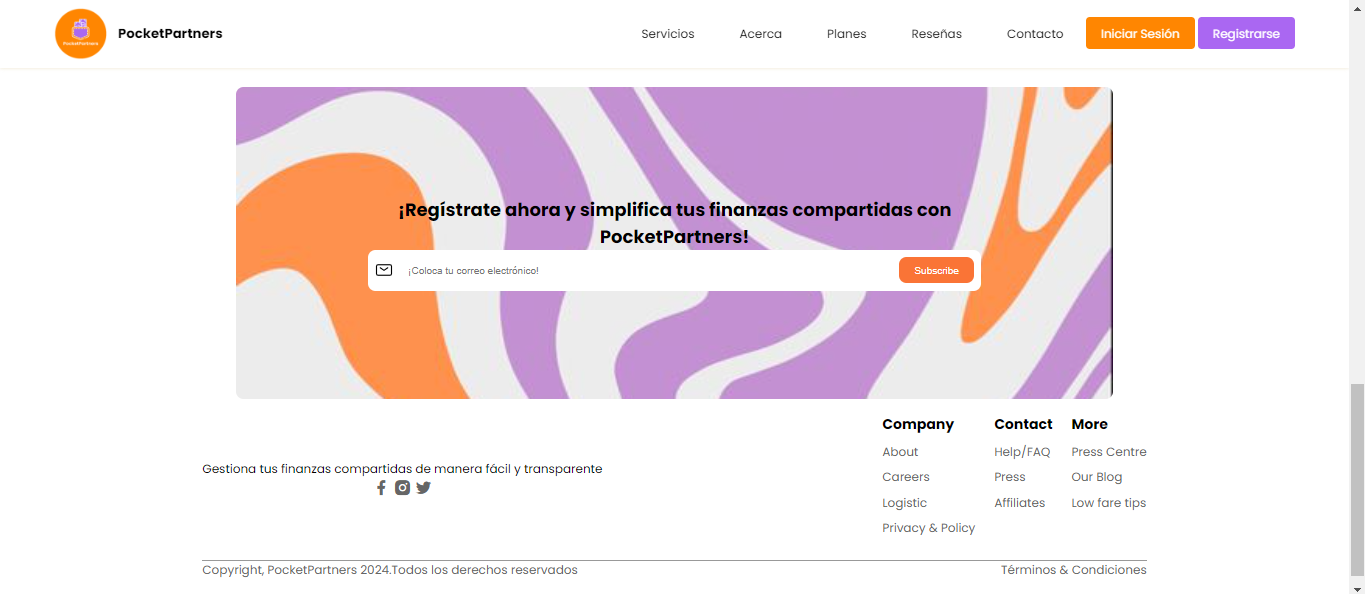 PocketPartners
PocketPartners
Servicios
Acerca
Planes
Reseñas
Contacto
Iniciar Sesión
Registrarse
¡Regístrate ahora y simplifica tus finanzas compartidas con
PocketPartners!
¡Coloca tu correo electrónico!
Subscribe
Gestiona tus finanzas compartidas de manera fácil y transparente
Company
About
Careers
Logistic
Privacy & Policy
Contact
Help/FAQ
Press
Affiliates
More
Press Centre
Our Blog
Low fare tips
Copyright, PocketPartners 2024.Todos los derechos reservados
Términos & Condiciones